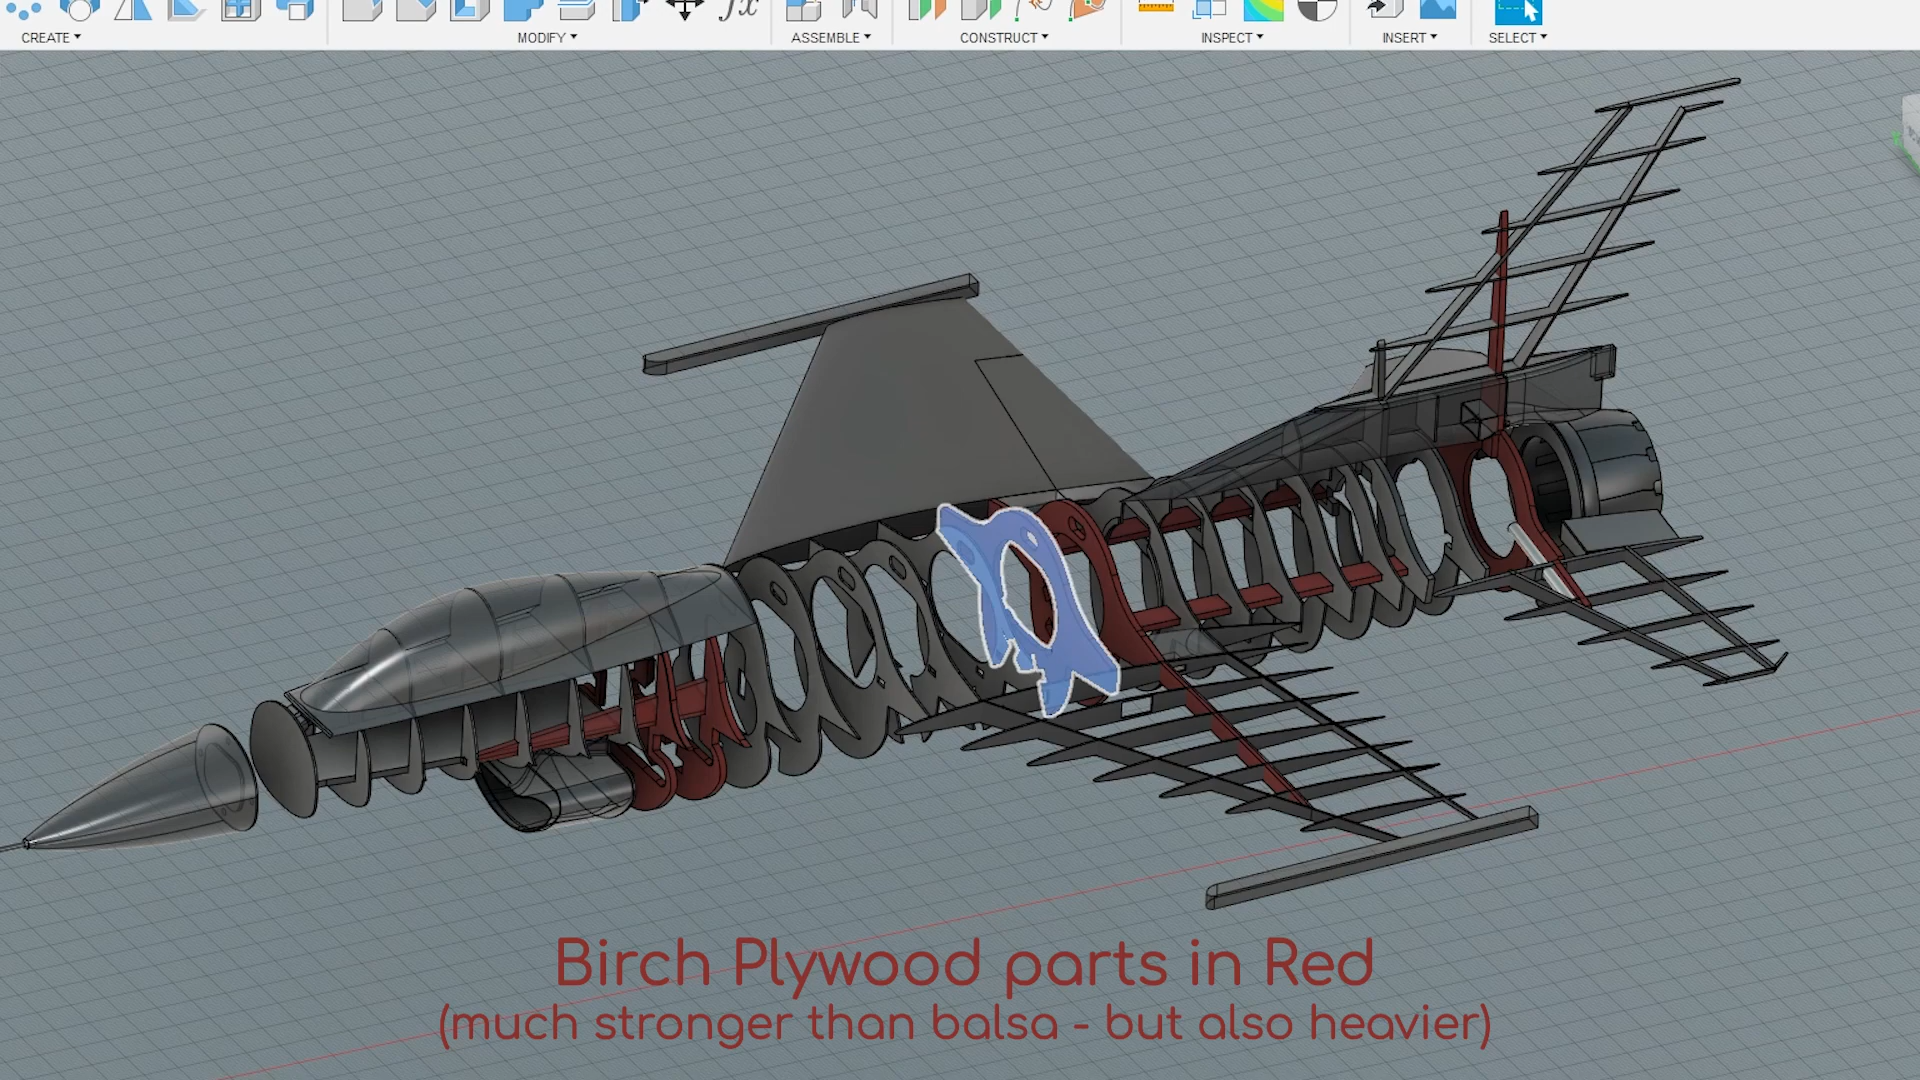 CREATE
MODIFY
ASSEMBLE
CONSTRUCT
INSPECT
INSERT
SELECT
fx
Birch Plywood parts in Red
(much stronger than balsa - but also heavier)